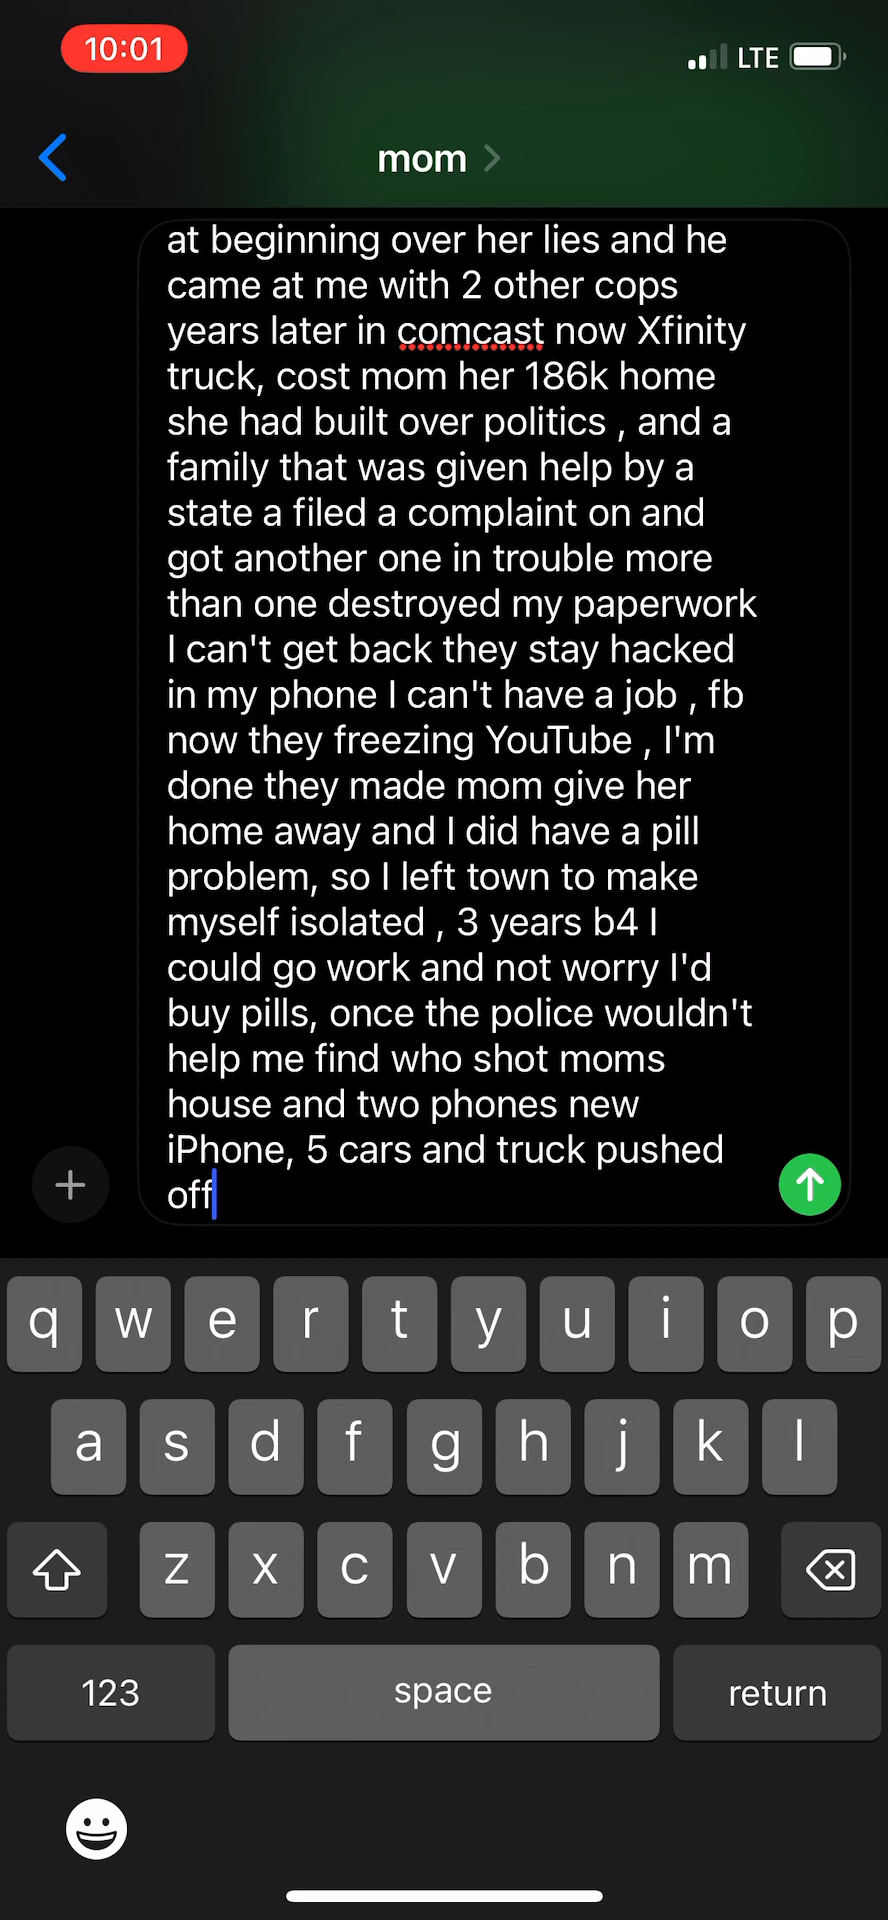 10:01
LTE
mom
at beginning over her lies and he
came at me with 2 other cops
years later in comcast now Xfinity
truck, cost mom her 186k home
she had built over politics , and a
family that was given help by a
state a filed a complaint on and
got another one in trouble more
than one destroyed my paperwork
I can't get back they stay hacked
in my phone I can't have a job , fb
now they freezing YouTube , I'm
done they made mom give her
home away and I did have a pill
problem, so I left town to make
myself isolated , 3 years b4 I
could go work and not worry I'd
buy pills, once the police wouldn't
help me find who shot moms
house and two phones new
iPhone, 5 cars and truck pushed
off
q w e r t y u i o p
a s d f g h j k l
z x c v b n m
123 space return